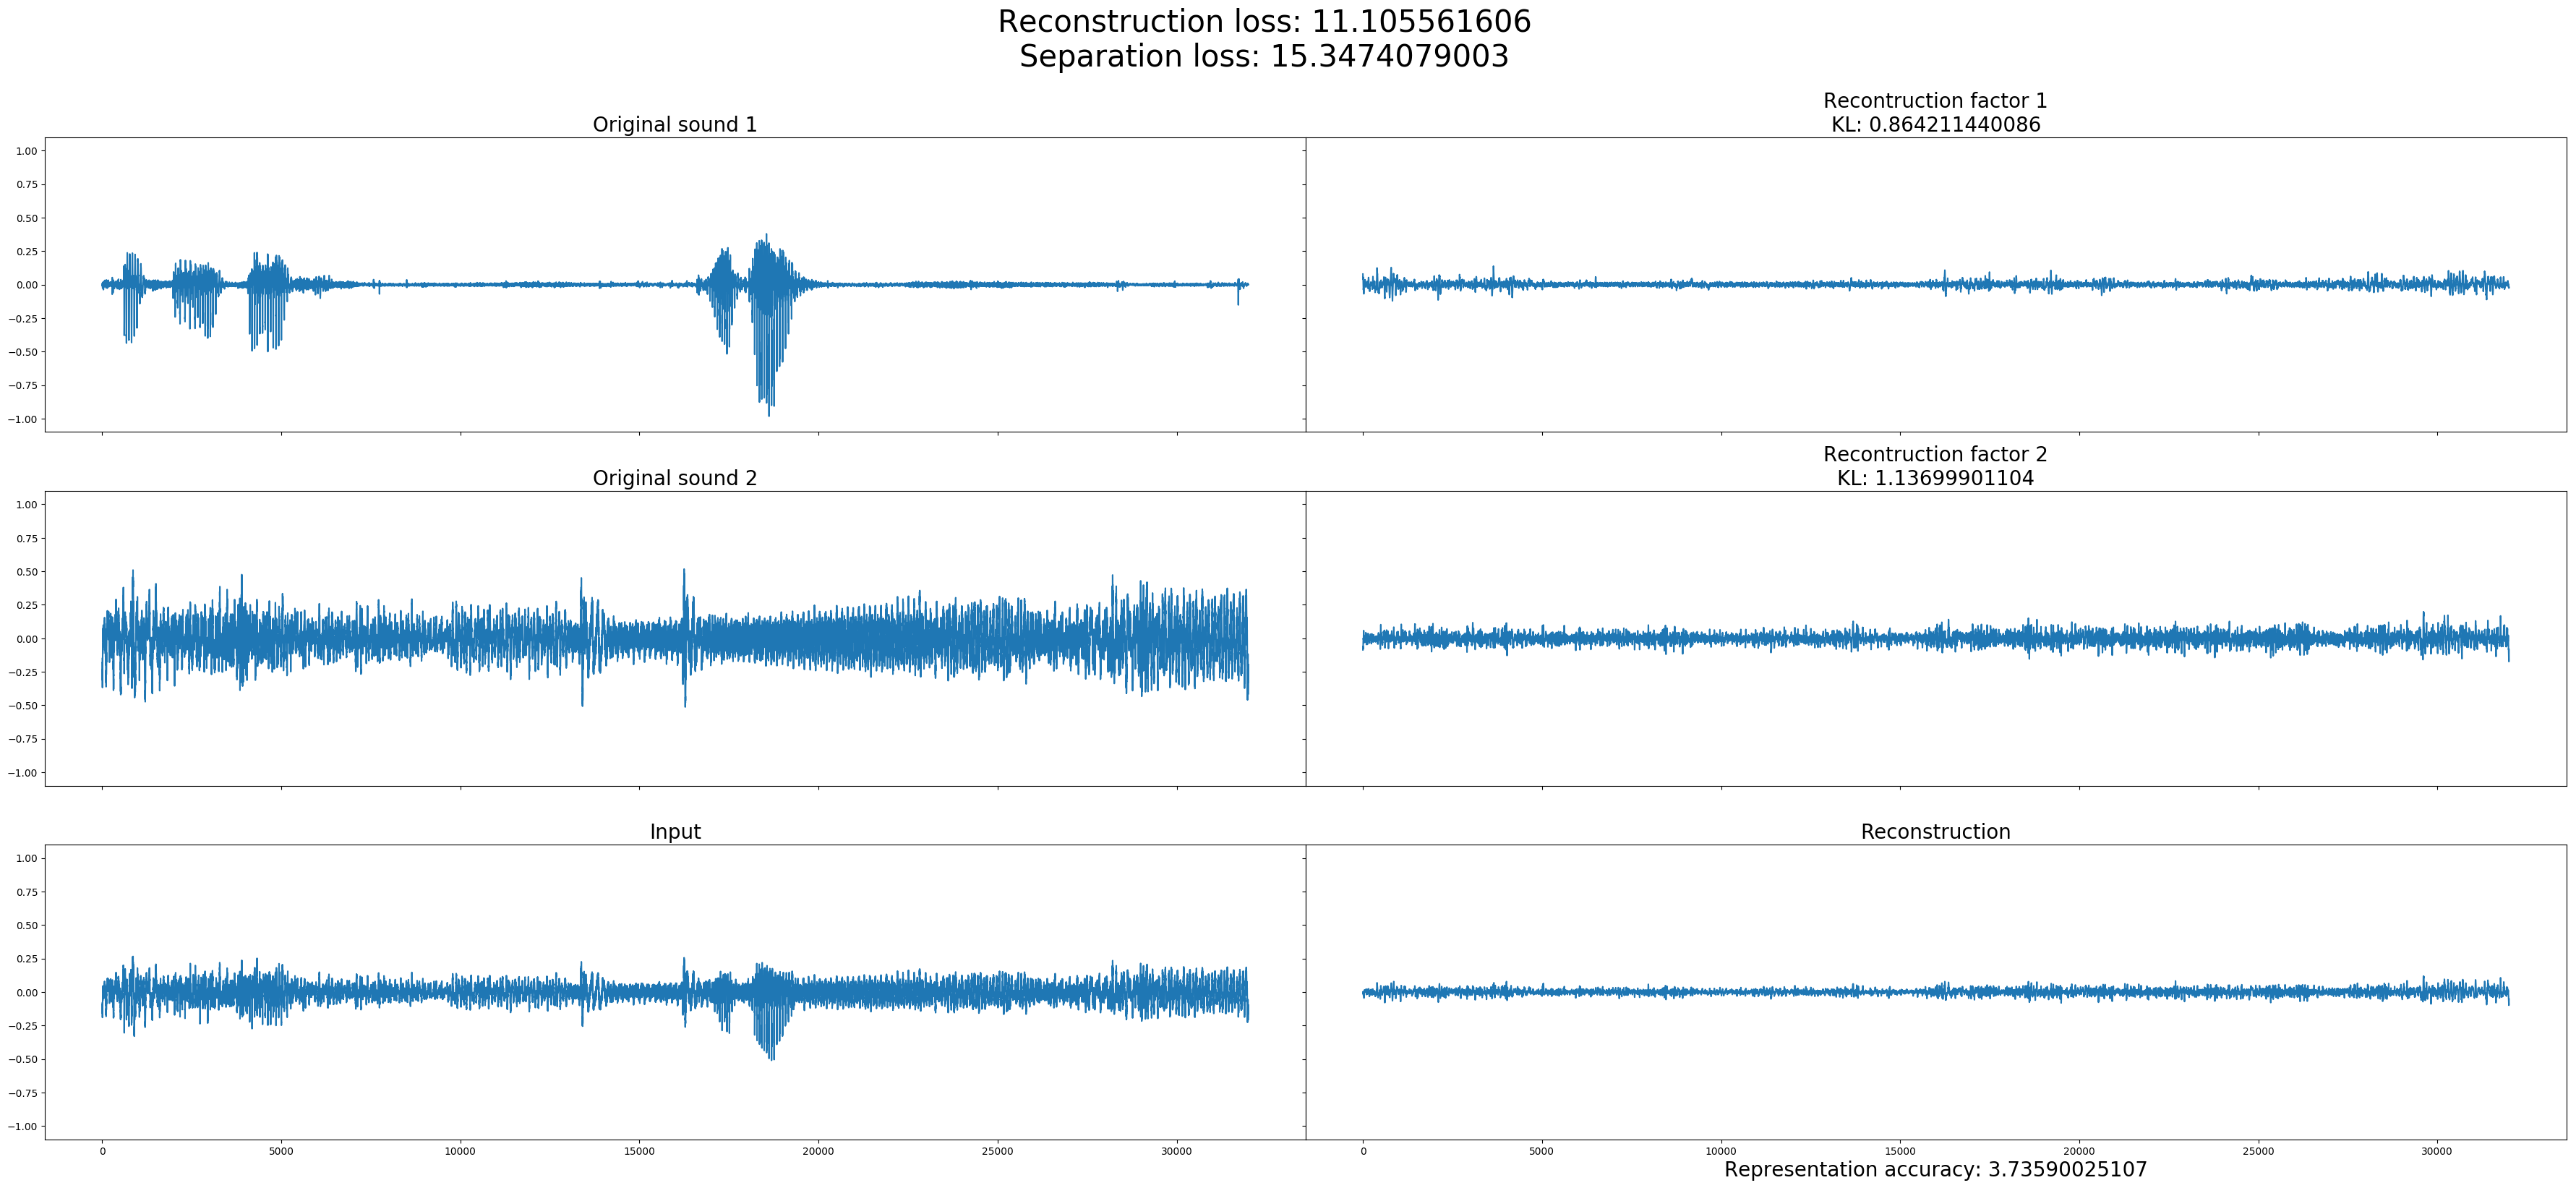 Reconstruction loss: 11.105561606
Separation loss: 15.3474079003
Original sound 1
Recontruction factor 1
KL: 0.864211440086
1.00
0.75
0.50
0.25
0.00
−0.25
−0.50
−0.75
−1.00
Original sound 2
Recontruction factor 2
KL: 1.13699901104
1.00
0.75
0.50
0.25
0.00
−0.25
−0.50
−0.75
−1.00
Input
Reconstruction
1.00
0.75
0.50
0.25
0.00
−0.25
−0.50
−0.75
−1.00
0 5000 10000 15000 20000 25000 30000
0 5000 10000 15000 20000 25000 30000
Representation accuracy: 3.73590025107